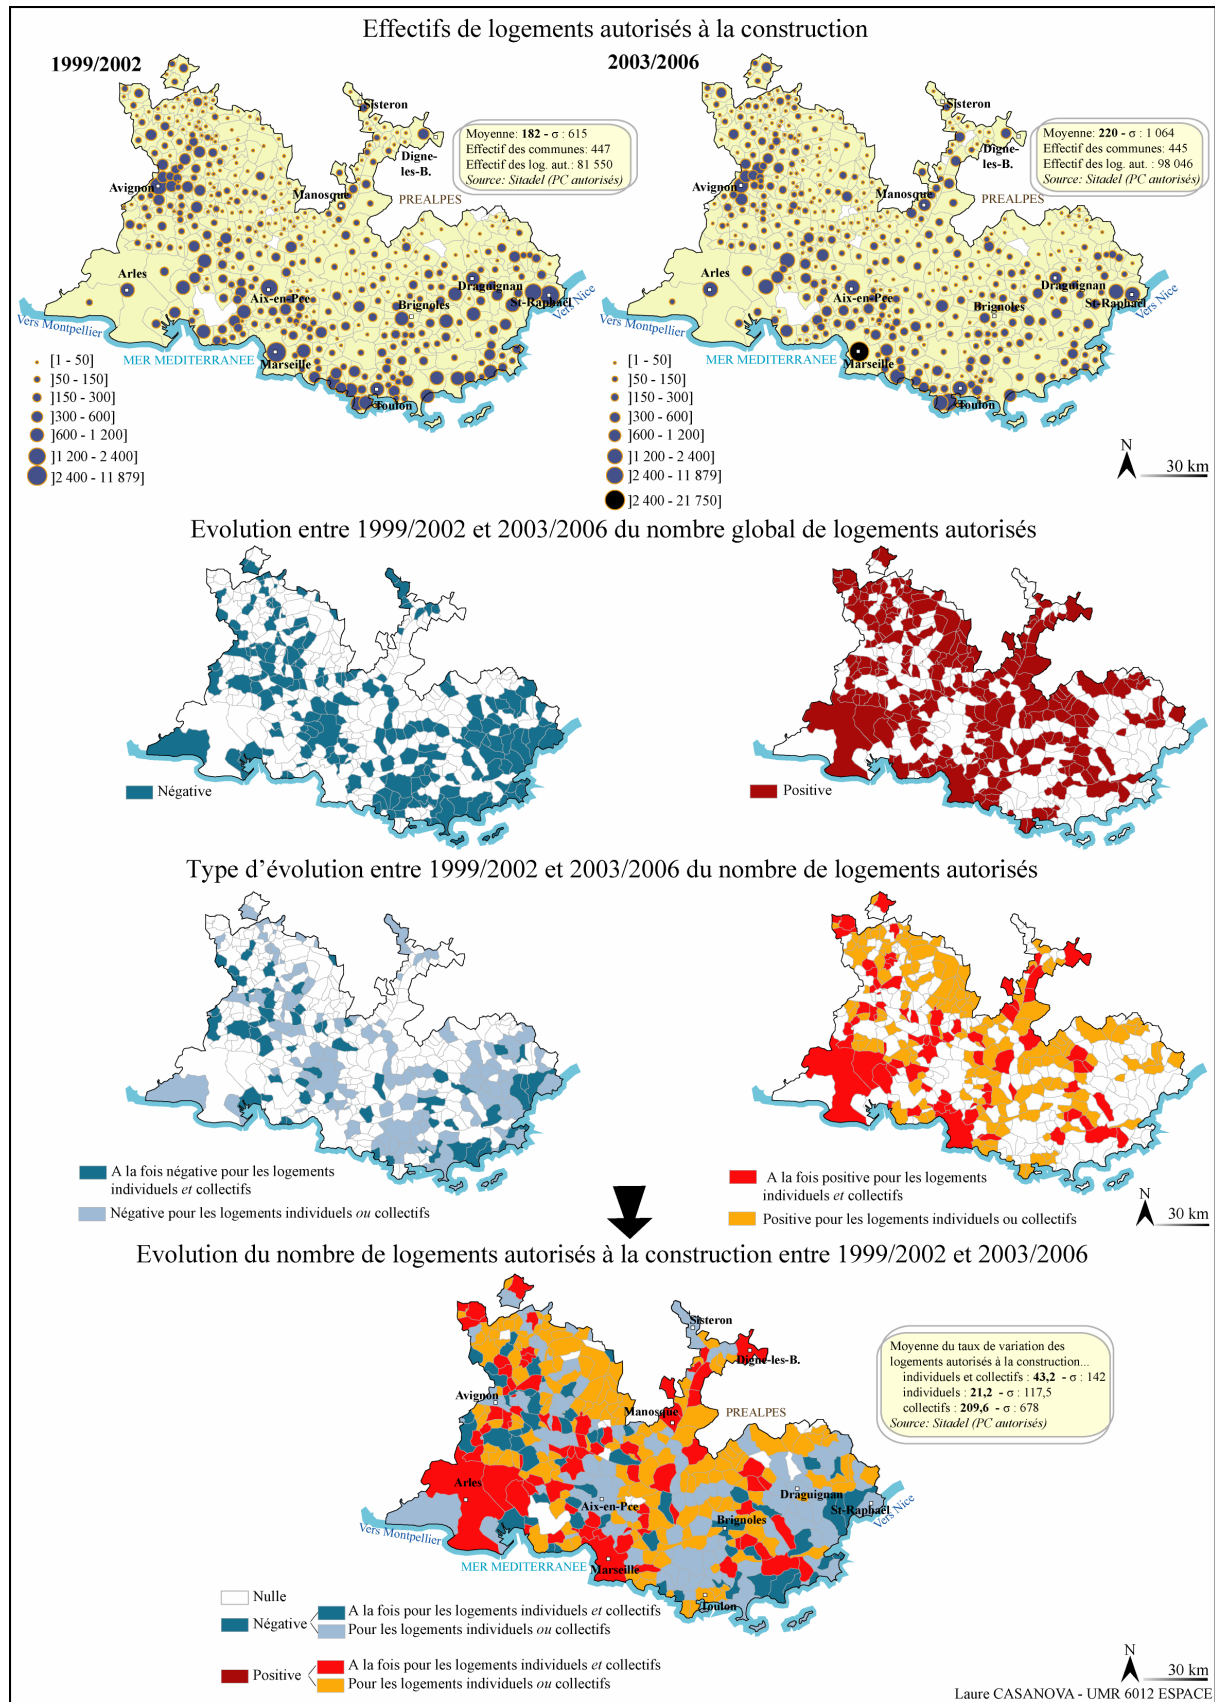 Effectifs de logements autorisés à la construction
1999/2002
Sisteron
Moyenne: 182 - σ : 615
Effectif des communes: 447
Effectif des log. aut.: 81 550
Source: Sitadel (PC autorisés)
Digne-
les-B.
Avignon
Manosque
PREALPES
Arles
Aix-en-Pce
Draguignan
Brignoles
St-Raphaël
Vers Nice
Vers Montpellier
MER MEDITERRANEE
Marseille
Toulon
[1 - 50]
]50 - 150]
]150 - 300]
]300 - 600]
]600 - 1 200]
]1 200 - 2 400]
]2 400 - 11 879]
2003/2006
Sisteron
Moyenne: 220 - σ : 1 064
Effectif des communes: 445
Effectif des log. aut. : 98 046
Source: Sitadel (PC autorisés)
Digne-
les-B.
Avignon
Manosque
PREALPES
Arles
Aix-en-Pce
Draguignan
Brignoles
St-Raphaël
Vers Nice
Vers Montpellier
MER MEDITERRANEE
Marseille
Toulon
[1 - 50]
]50 - 150]
]150 - 300]
]300 - 600]
]600 - 1 200]
]1 200 - 2 400]
]2 400 - 11 879]
]2 400 - 21 750]
N
30 km
Evolution entre 1999/2002 et 2003/2006 du nombre global de logements autorisés
Négative
Positive
Type d'évolution entre 1999/2002 et 2003/2006 du nombre de logements autorisés
A la fois négative pour les logements
individuels et collectifs
Négative pour les logements individuels ou collectifs
A la fois positive pour les logements
individuels et collectifs
Positive pour les logements individuels ou collectifs
N
30 km
Evolution du nombre de logements autorisés à la construction entre 1999/2002 et 2003/2006
Sisteron
Digne-les-B.
Moyenne du taux de variation des
logements autorisés à la construction...
individuels et collectifs : 43,2 - σ : 142
individuels : 21,2 - σ : 117,5
collectifs : 209,6 - σ : 678
Source: Sitadel (PC autorisés)
Avignon
Manosque
PREALPES
Arles
Aix-en-Pce
Draguignan
St-Raphaël
Brignoles
Vers Nice
Vers Montpellier
MER MEDITERRANEE
Marseille
Toulon
Nulle
Négative
A la fois pour les logements individuels et collectifs
Pour les logements individuels ou collectifs
Positive
A la fois pour les logements individuels et collectifs
Pour les logements individuels ou collectifs
N
30 km
Laure CASANOVA - UMR 6012 ESPACE